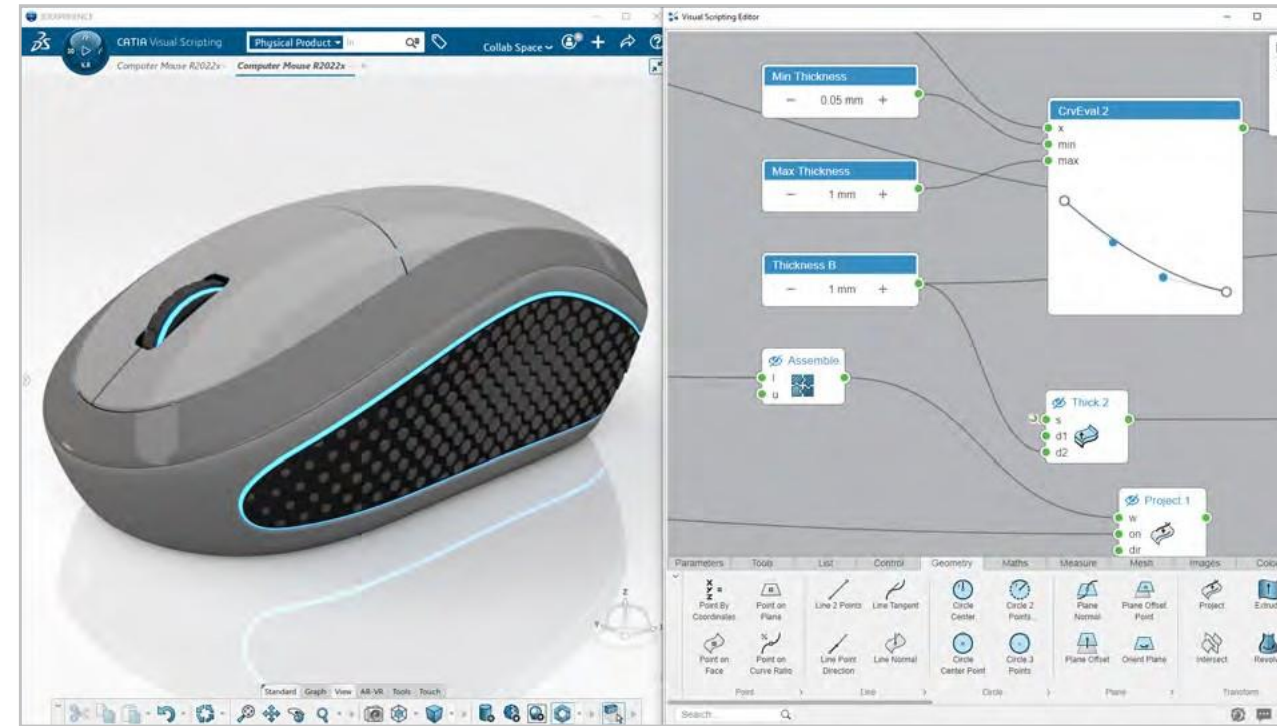 3DEXPERIENCE
3DS CATIA Visual Scripting
Physical Product
in
Collab Space
V.R
Computer Mouse R2022x
Computer Mouse R2022x
z
Standard Graph View AR-VR Tools Touch
Visual Scripting Editor
Min Thickness
− 0.05 mm +
Max Thickness
− 1 mm +
Thickness B
− 1 mm +
CrvEval.2
x
min
max
Assemble
l
u
Thick.2
s
d1
d2
Project.1
w
on
dir
Parameters Tools List Control Geometry Maths Measure Mesh Images
Point By Coordinates
Point on Plane
Line 2 Points
Line Tangent
Circle Center
Circle 2 Points...
Plane Normal
Plane Offset Point
Project
Point on Face
Point on Curve Ratio
Line Point Direction
Line Normal
Circle Center Point
Circle 3 Points
Plane Offset
Orient Plane
Intersect
Point Line Circle Plane Transform
Search